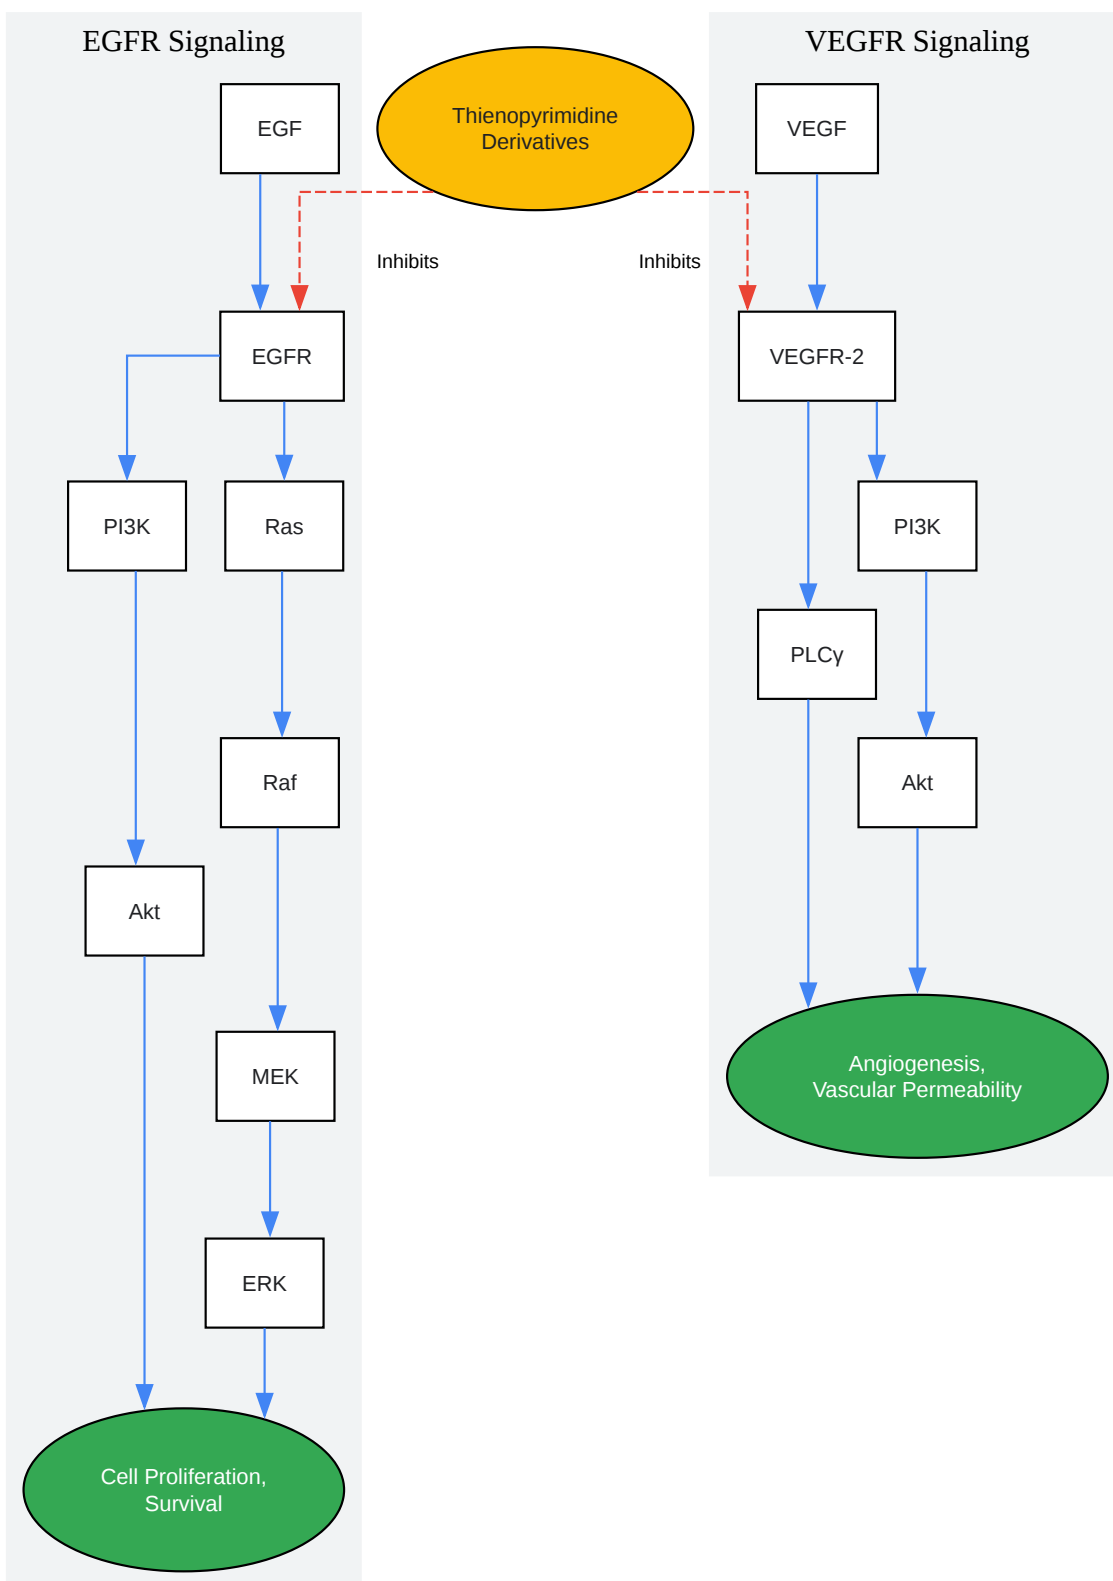 EGFR Signaling
VEGFR Signaling
Thienopyrimidine
Derivatives
EGF
VEGF
Inhibits
Inhibits
EGFR
VEGFR-2
PI3K
Ras
PI3K
PLCγ
Raf
Akt
Akt
MEK
Angiogenesis,
Vascular Permeability
ERK
Cell Proliferation,
Survival